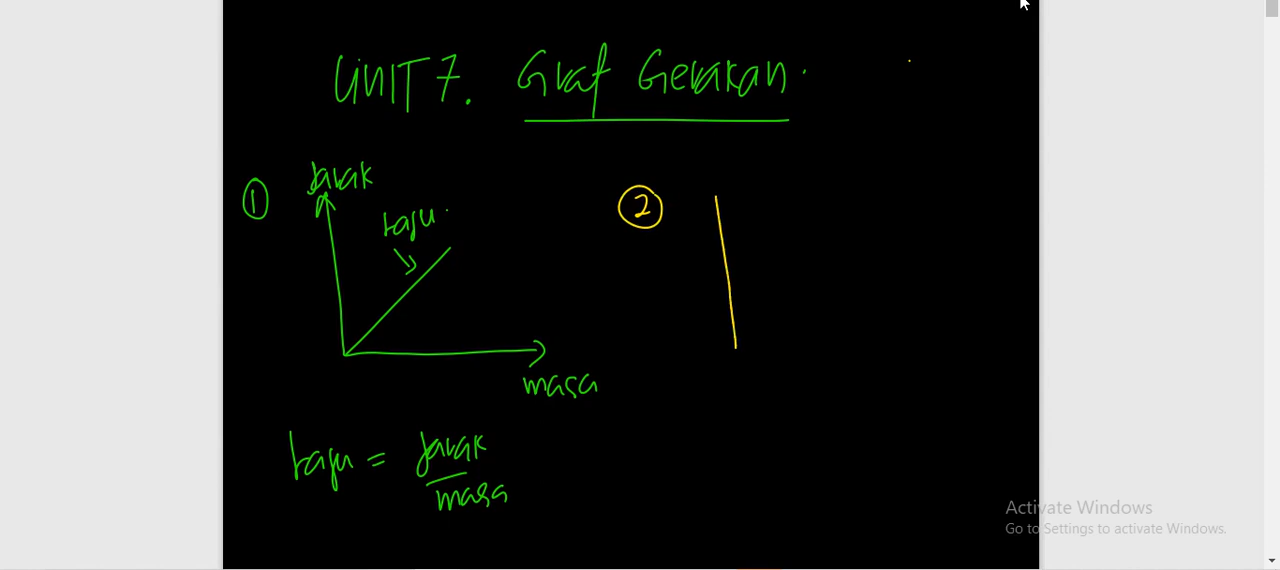 UNIT 7. Graf Gerakan.
①
Jarak
laju
masa
laju = Jarak
masa
②
Activate Windows
Go to Settings to activate Windows.